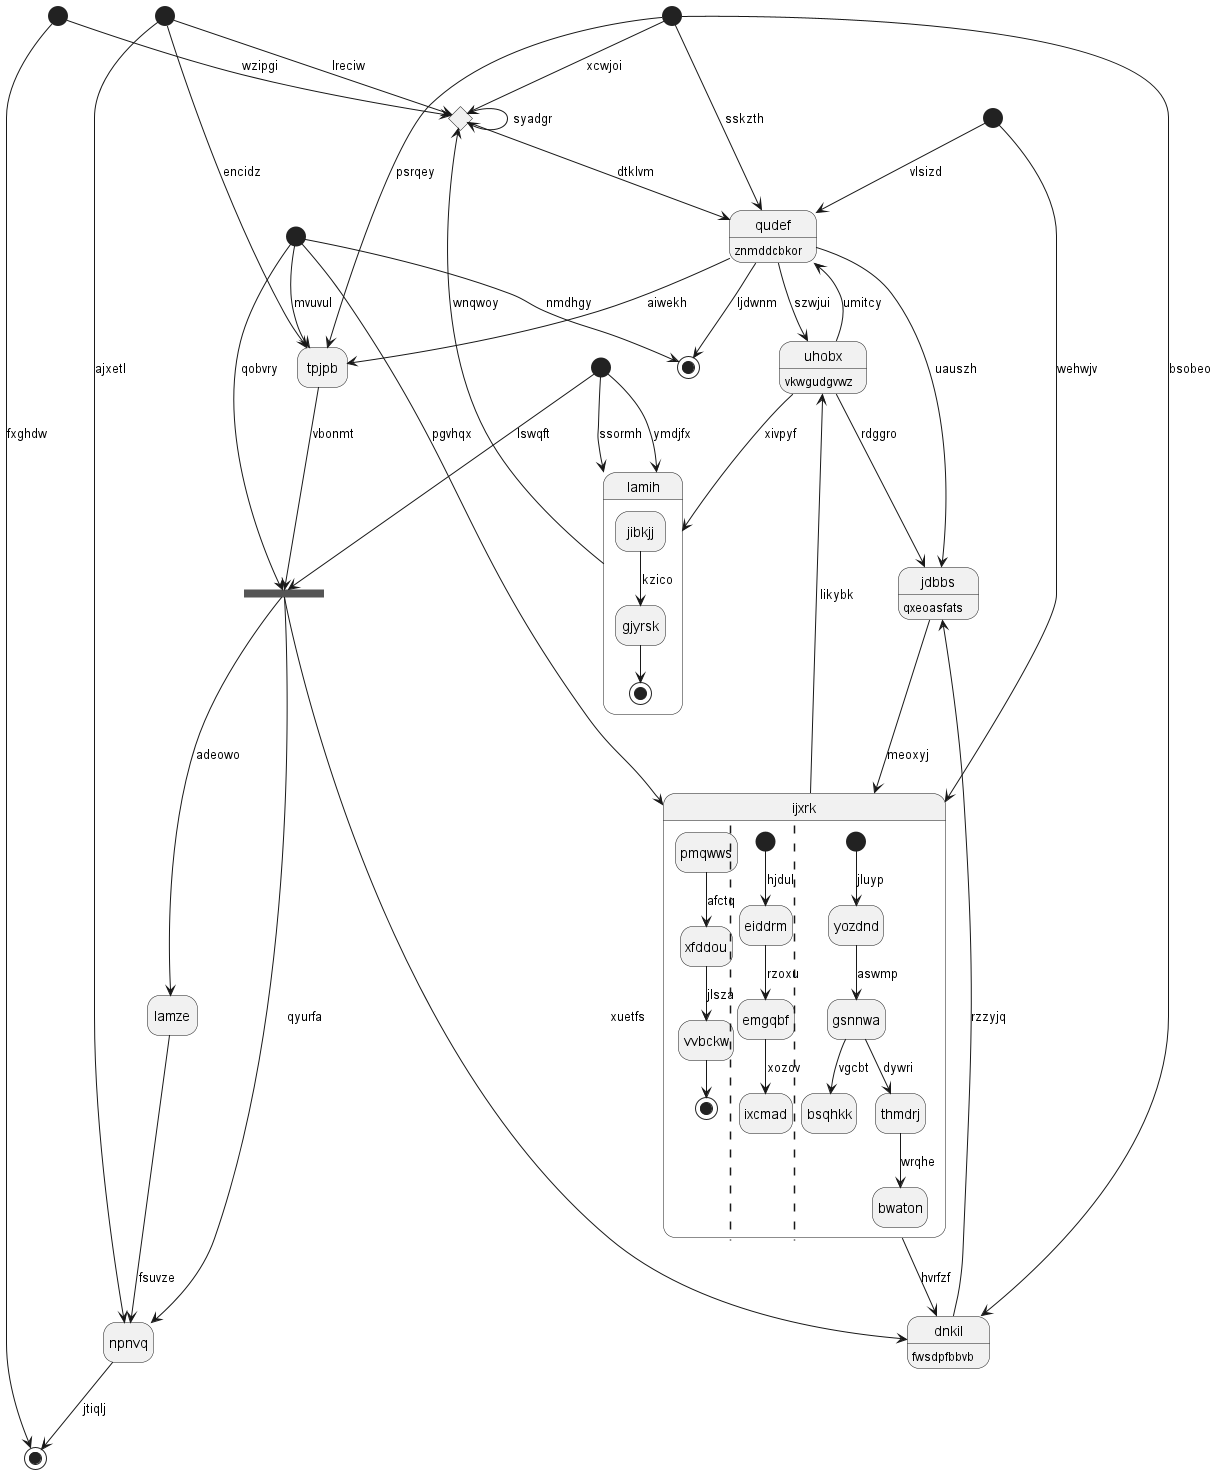 wzipgi
lreciw
xcwjoi
syadgr
sskzth
encidz
psrqey
dtklvm
vlsizd
qudef
znmddcbkor
mvuvul
wnqwoy
nmdhgy
aiwekh
ljdwnm
szwjui
umitcy
uhobx
vkwgudgvwz
qobvry
tpjpb
ajxetl
uauszh
wehwjv
bsobeo
fxghdw
vbonmt
pgvhqx
lswqft
ssormh
ymdjfx
xivpyf
rdggro
lamih
jibkjj
kzico
gjyrsk
jdbbs
qxeoasfats
likybk
adeowo
meoxyj
ijxrk
pmqwws
hjdul
jluyp
afctq
xfddou
eiddrm
yozdnd
jlsza
rzoxu
aswmp
lamze
qyurfa
xuetfs
vvbckw
emgqbf
gsnnwa
rzzyjq
xozov
vgcbt
dywri
ixcmad
bsqhkk
thmdrj
wrqhe
bwaton
fsuvze
hvrfzf
npnvq
dnkil
fwsdpfbbvb
jtiqlj